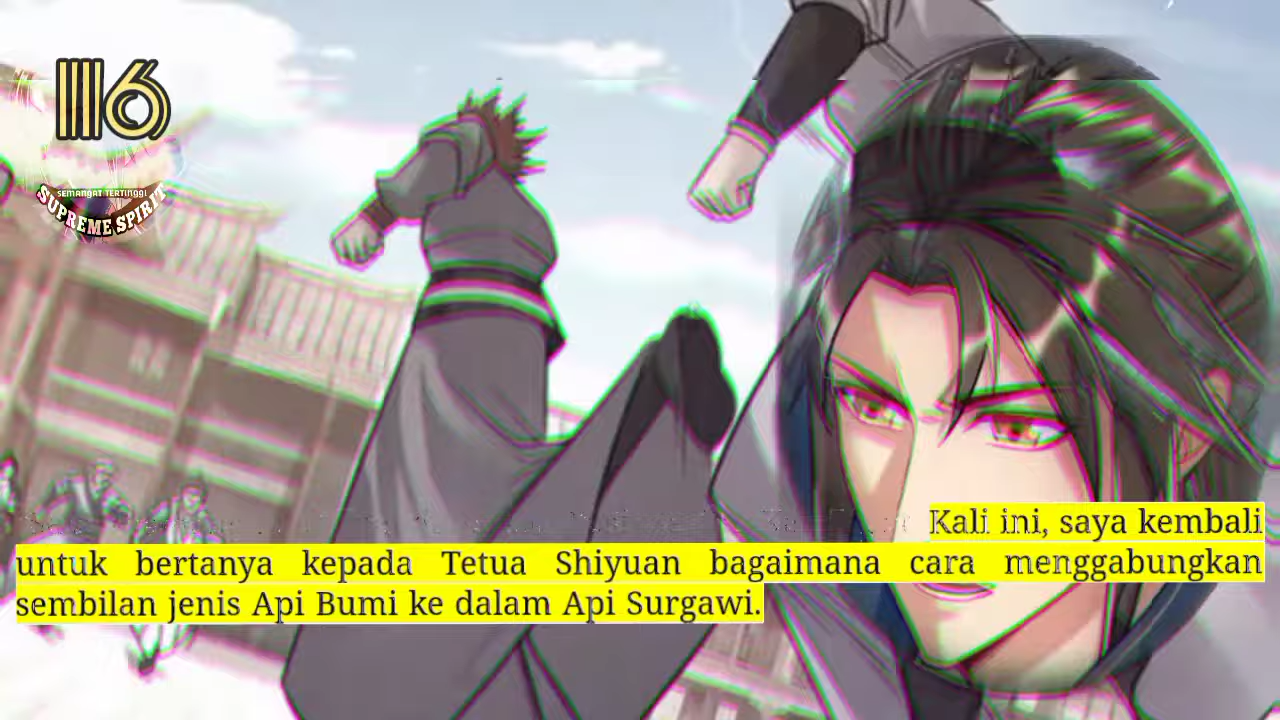 116
SEMANGAT TERTINGGI
SUPREME SPIRIT
Kali ini, saya kembali
untuk bertanya kepada Tetua Shiyuan bagaimana cara menggabungkan
sembilan jenis Api Bumi ke dalam Api Surgawi.